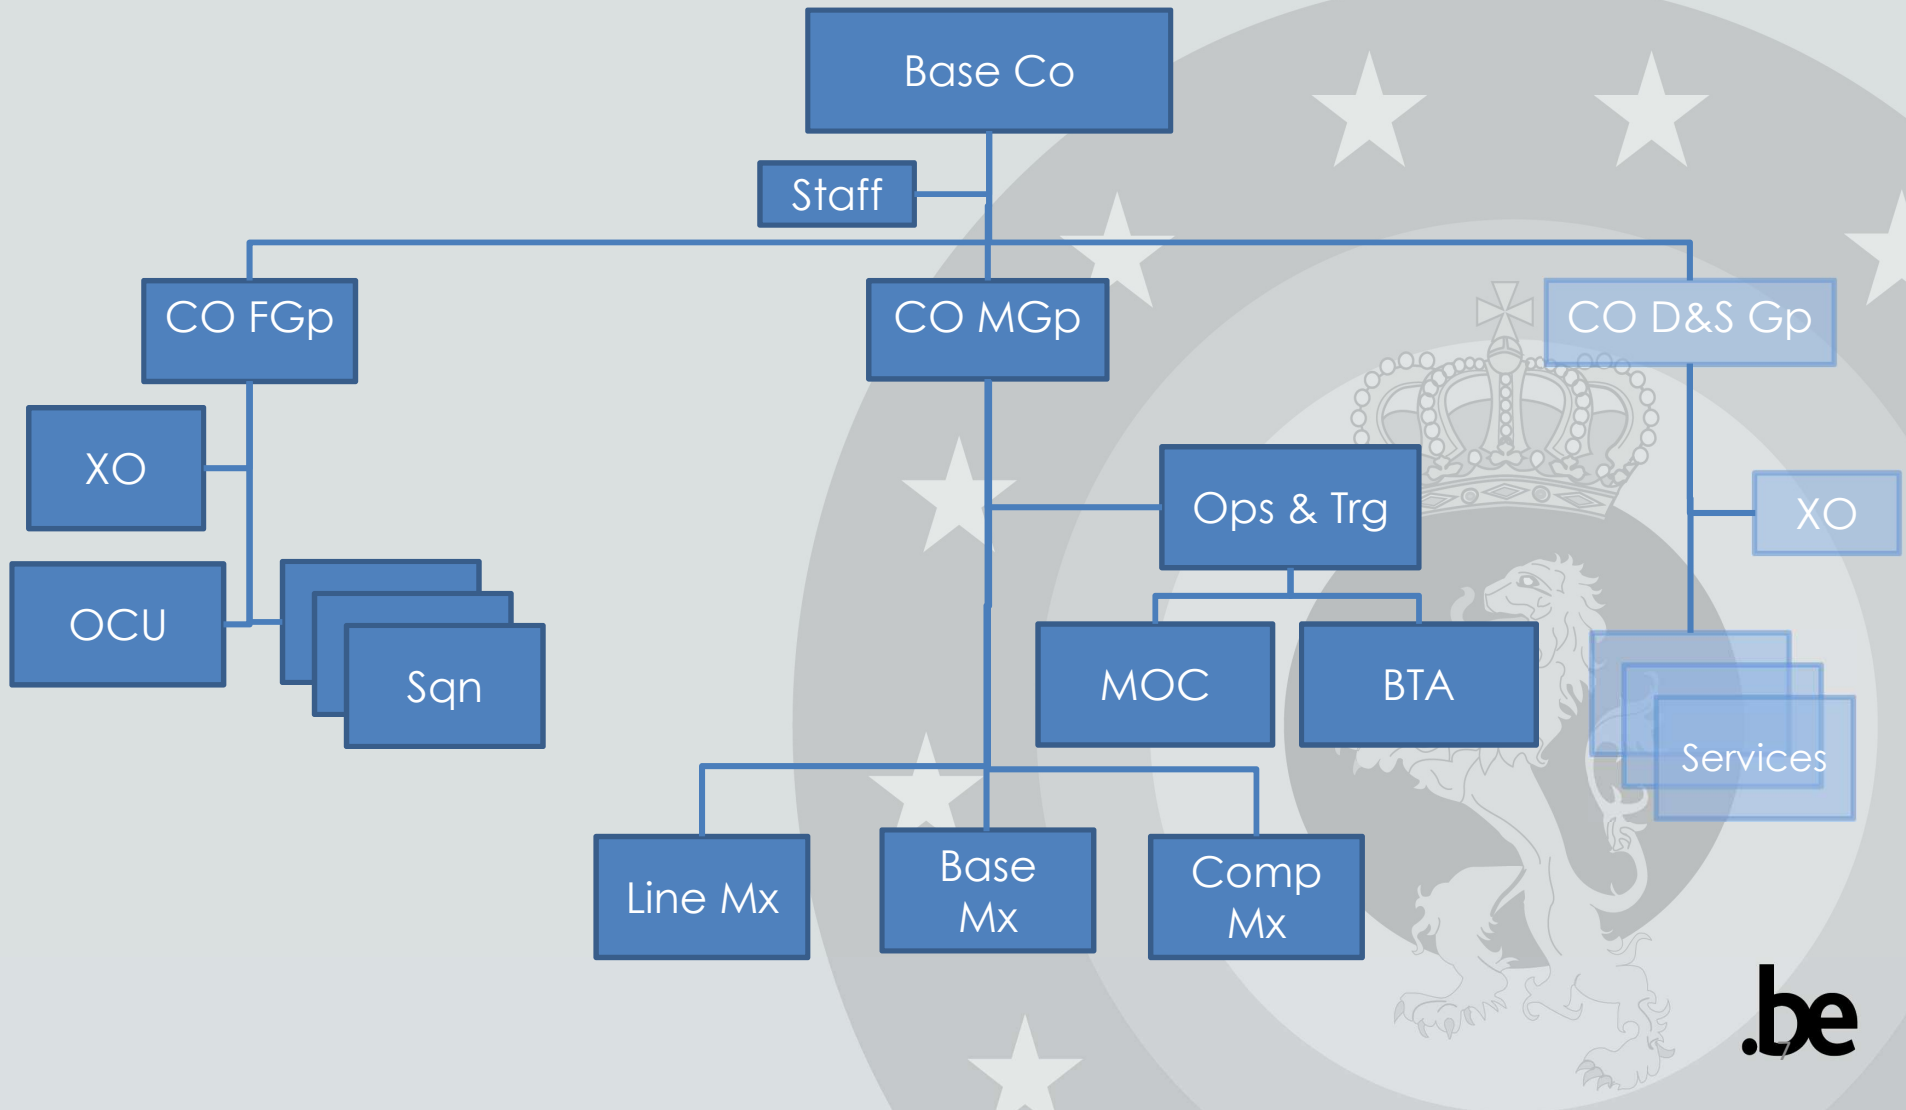 Base Co
Staff
CO FGp
CO MGp
CO D&S Gp
XO
Ops & Trg
XO
OCU
Sqn
MOC
BTA
Services
Line Mx
Base
Mx
Comp
Mx
.be
7